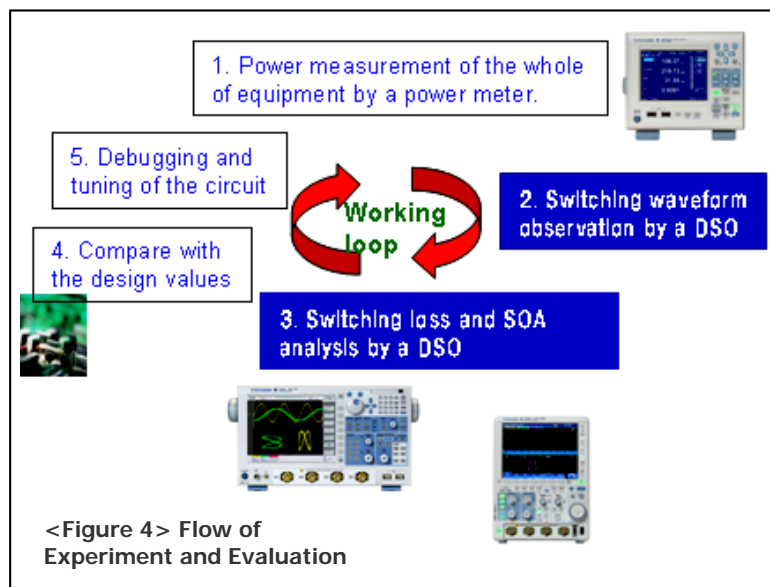 1. Power measurement of the whole
of equipment by a power meter.
5. Debugging and
tuning of the circuit
Working
loop
2. Switching waveform
observation by a DSO
4. Compare with
the design values
3. Switching loss and SOA
analysis by a DSO
<Figure 4> Flow of
Experiment and Evaluation